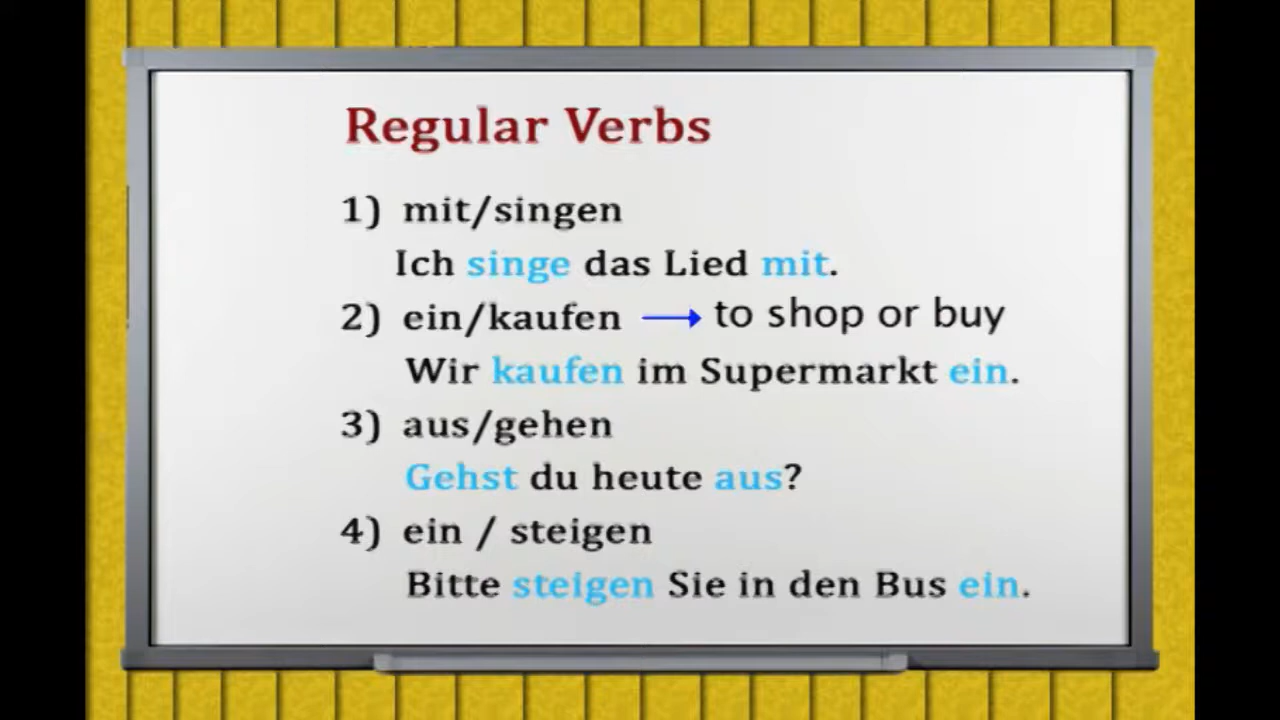 Regular Verbs
1) mit/singen
Ich singe das Lied mit.
2) ein/kaufen → to shop or buy
Wir kaufen im Supermarkt ein.
3) aus/gehen
Gehst du heute aus?
4) ein / steigen
Bitte steigen Sie in den Bus ein.